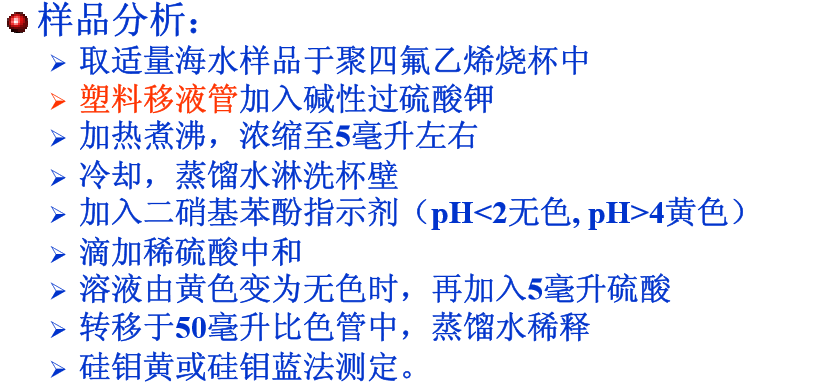 样品分析：
取适量海水样品于聚四氟乙烯烧杯中
塑料移液管加入碱性过硫酸钾
加热煮沸，浓缩至5毫升左右
冷却，蒸馏水淋洗杯壁
加入二硝基苯酚指示剂（pH<2无色, pH>4黄色）
滴加稀硫酸中和
溶液由黄色变为无色时，再加入5毫升硫酸
转移于50毫升比色管中，蒸馏水稀释
硅钼黄或硅钼蓝法测定。